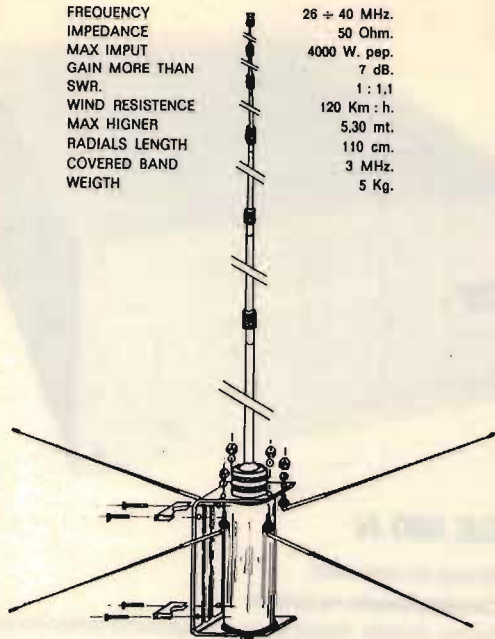 FREQUENCY 26 ÷ 40 MHz.
IMPEDANCE 50 Ohm.
MAX IMPUT 4000 W. pep.
GAIN MORE THAN 7 dB.
SWR. 1 : 1,1
WIND RESISTENCE 120 Km : h.
MAX HIGNER 5,30 mt.
RADIALS LENGTH 110 cm.
COVERED BAND 3 MHz.
WEIGTH 5 Kg.